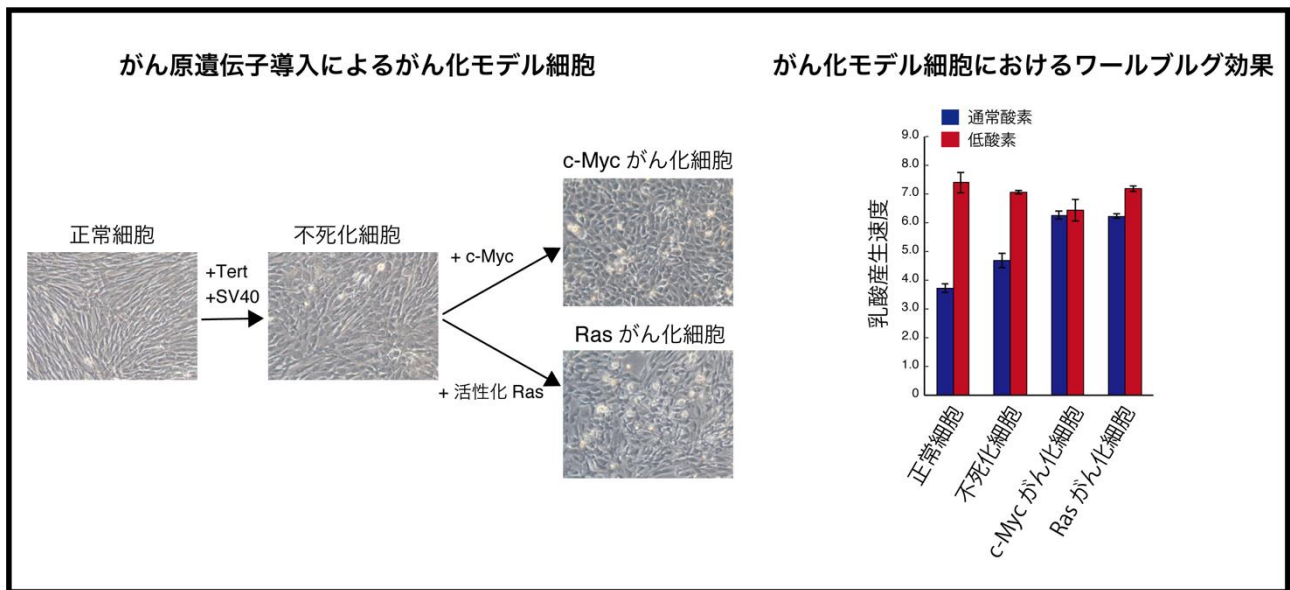 がん原遺伝子導入によるがん化モデル細胞
正常細胞
+Tert
+SV40
不死化細胞
+ c-Myc
+ 活性化 Ras
c-Myc がん化細胞
Ras がん化細胞
がん化モデル細胞におけるワールブルグ効果
通常酸素
低酸素
乳酸産生速度
9.0
8.0
7.0
6.0
5.0
4.0
3.0
2.0
1.0
0
正常細胞
不死化細胞
c-Myc がん化細胞
Ras がん化細胞